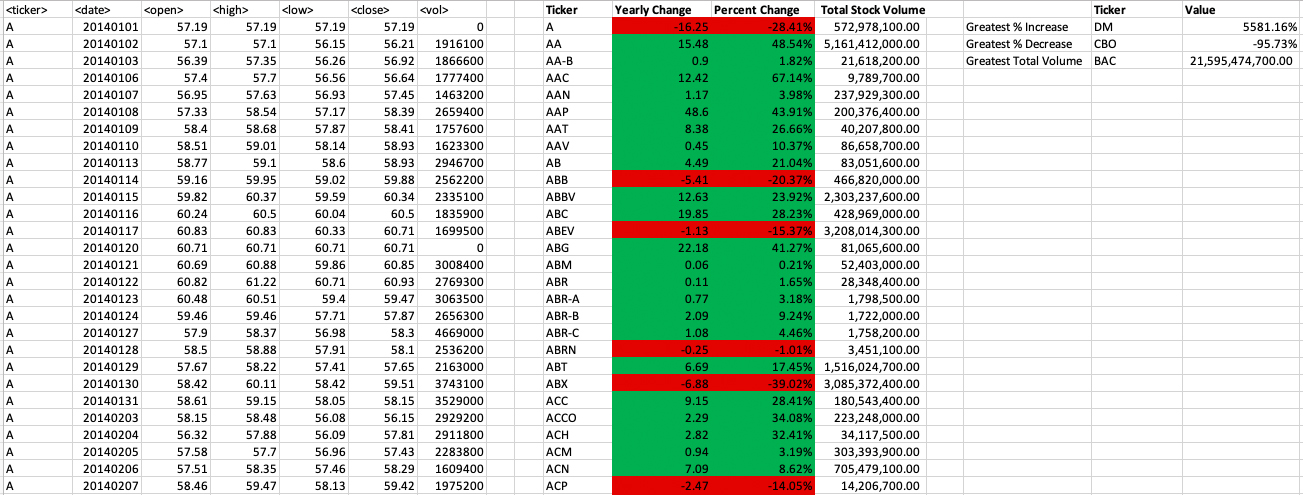 <ticker> <date> <open> <high> <low> <close> <vol> Ticker Yearly Change Percent Change Total Stock Volume Ticker Value
A 20140101 57.19 57.19 57.19 57.19 0 A -16.25 -28.41% 572,978,100.00 Greatest % Increase DM 5581.16%
A 20140102 57.1 57.1 56.15 56.21 1916100 AA 15.48 48.54% 5,161,412,000.00 Greatest % Decrease CBO -95.73%
A 20140103 56.39 57.35 56.26 56.92 1866600 AA-B 0.9 1.82% 21,618,200.00 Greatest Total Volume BAC 21,595,474,700.00
A 20140106 57.4 57.7 56.56 56.64 1777400 AAC 12.42 67.14% 9,789,700.00
A 20140107 56.95 57.63 56.93 57.45 1463200 AAN 1.17 3.98% 237,929,300.00
A 20140108 57.33 58.54 57.17 58.39 2659400 AAP 48.6 43.91% 200,376,400.00
A 20140109 58.4 58.68 57.87 58.41 1757600 AAT 8.38 26.66% 40,207,800.00
A 20140110 58.51 59.01 58.14 58.93 1623300 AAV 0.45 10.37% 86,658,700.00
A 20140113 58.77 59.1 58.6 58.93 2946700 AB 4.49 21.04% 83,051,600.00
A 20140114 59.16 59.95 59.02 59.88 2562200 ABB -5.41 -20.37% 466,820,000.00
A 20140115 59.82 60.37 59.59 60.34 2335100 ABBV 12.63 23.92% 2,303,237,600.00
A 20140116 60.24 60.5 60.04 60.5 1835900 ABC 19.85 28.23% 428,969,000.00
A 20140117 60.83 60.83 60.33 60.71 1699500 ABEV -1.13 -15.37% 3,208,014,300.00
A 20140120 60.71 60.71 60.71 60.71 0 ABG 22.18 41.27% 81,065,600.00
A 20140121 60.69 60.88 59.86 60.85 3008400 ABM 0.06 0.21% 52,403,000.00
A 20140122 60.82 61.22 60.71 60.93 2769300 ABR 0.11 1.65% 28,348,400.00
A 20140123 60.48 60.51 59.4 59.47 3063500 ABR-A 0.77 3.18% 1,798,500.00
A 20140124 59.46 59.46 57.71 57.87 2656300 ABR-B 2.09 9.24% 1,722,000.00
A 20140127 57.9 58.37 56.98 58.3 4669000 ABR-C 1.08 4.46% 1,758,200.00
A 20140128 58.5 58.88 57.91 58.1 2536200 ABRN -0.25 -1.01% 3,451,100.00
A 20140129 57.67 58.22 57.41 57.65 2163000 ABT 6.69 17.45% 1,516,024,700.00
A 20140130 58.42 60.11 58.42 59.51 3743100 ABX -6.88 -39.02% 3,085,372,400.00
A 20140131 58.61 59.15 58.05 58.15 3529000 ACC 9.15 28.41% 180,543,400.00
A 20140203 58.15 58.48 56.08 56.15 2929200 ACCO 2.29 34.08% 223,248,000.00
A 20140204 56.32 57.88 56.09 57.81 2911800 ACH 2.82 32.41% 34,117,500.00
A 20140205 57.58 57.7 56.96 57.43 2283800 ACM 0.94 3.19% 303,393,900.00
A 20140206 57.51 58.35 57.46 58.29 1609400 ACN 7.09 8.62% 705,479,100.00
A 20140207 58.46 59.47 58.13 59.42 1975200 ACP -2.47 -14.05% 14,206,700.00